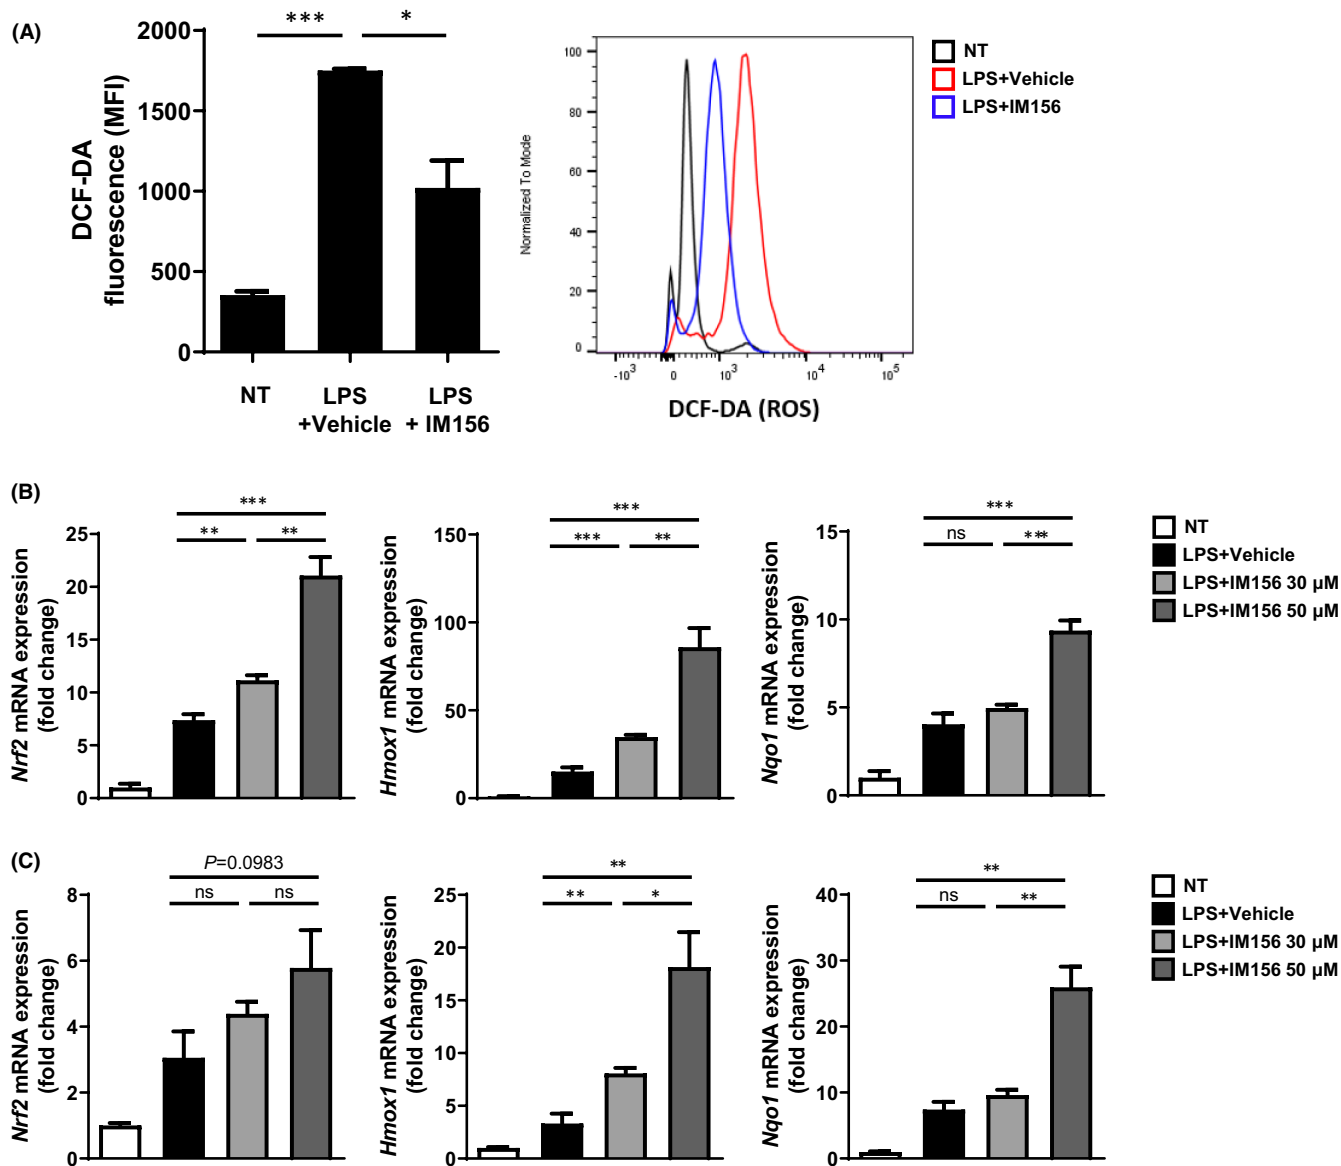 (A)
DCF-DA
fluorescence (MFI)
2000
1500
1000
500
0
***
*
NT
LPS
+Vehicle
LPS
+ IM156
Normalized To Mode
100
80
60
40
20
0
-10³
0
10³
10⁴
10⁵
DCF-DA (ROS)
NT
LPS+Vehicle
LPS+IM156
(B)
Nrf2 mRNA expression
(fold change)
25
20
15
10
5
0
***
**
**
Hmox1 mRNA expression
(fold change)
150
100
50
0
***
***
**
Nqo1 mRNA expression
(fold change)
15
10
5
0
***
ns
***
NT
LPS+Vehicle
LPS+IM156 30 µM
LPS+IM156 50 µM
(C)
Nrf2 mRNA expression
(fold change)
8
6
4
2
0
P=0.0983
ns
ns
Hmox1 mRNA expression
(fold change)
25
20
15
10
5
0
**
**
*
Nqo1 mRNA expression
(fold change)
40
30
20
10
0
**
ns
**
NT
LPS+Vehicle
LPS+IM156 30 µM
LPS+IM156 50 µM